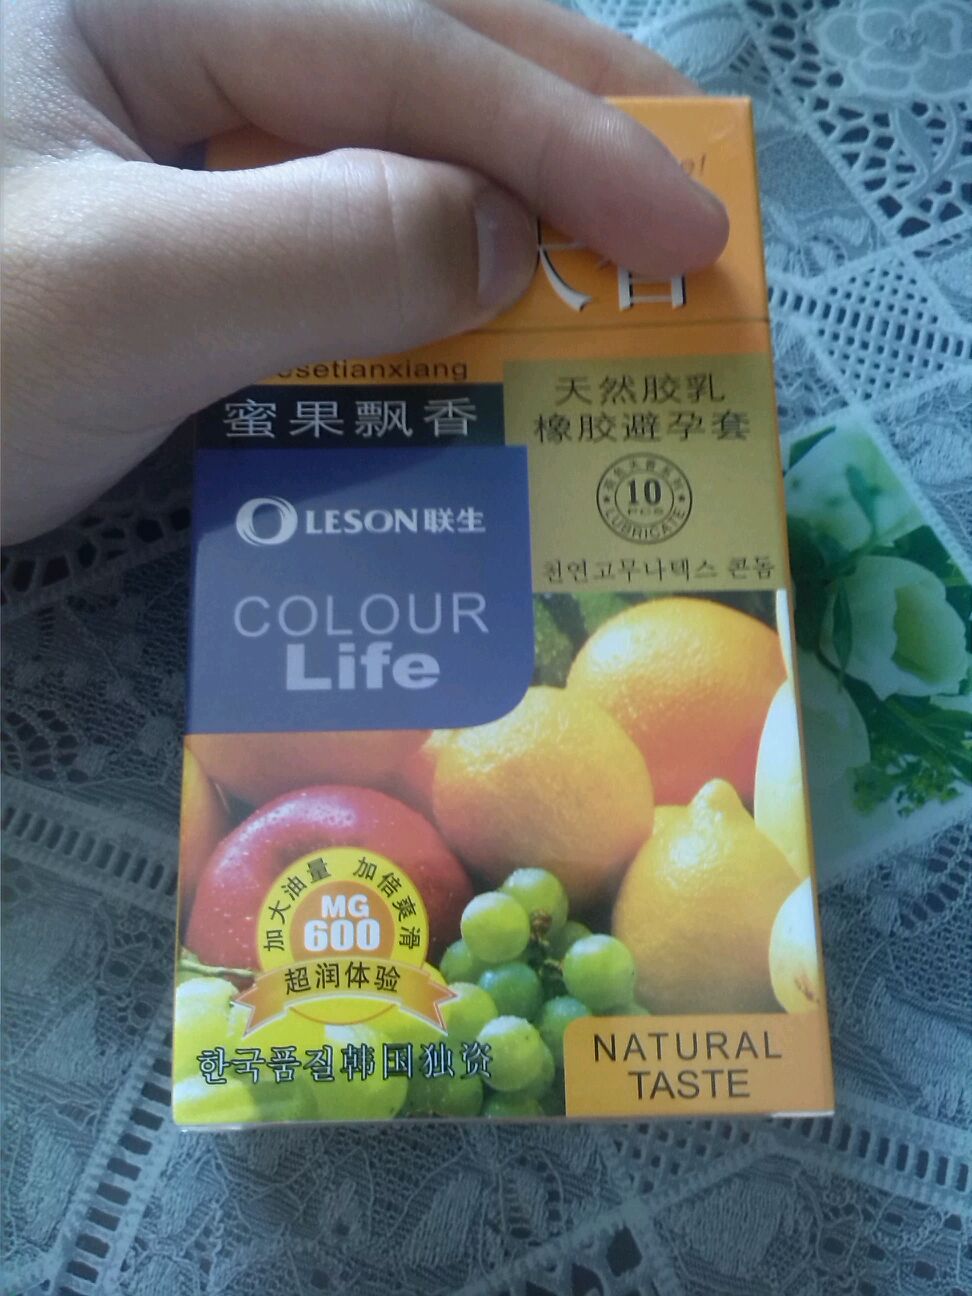 天然胶乳
橡胶避孕套
蜜果飘香
10
PCS
LUBRICATE
LESON联生
천연고무나텍스 콘돔
COLOUR
Life
加大油量 加倍爽滑
MG
600
超润体验
한국품질韩国独资
NATURAL
TASTE